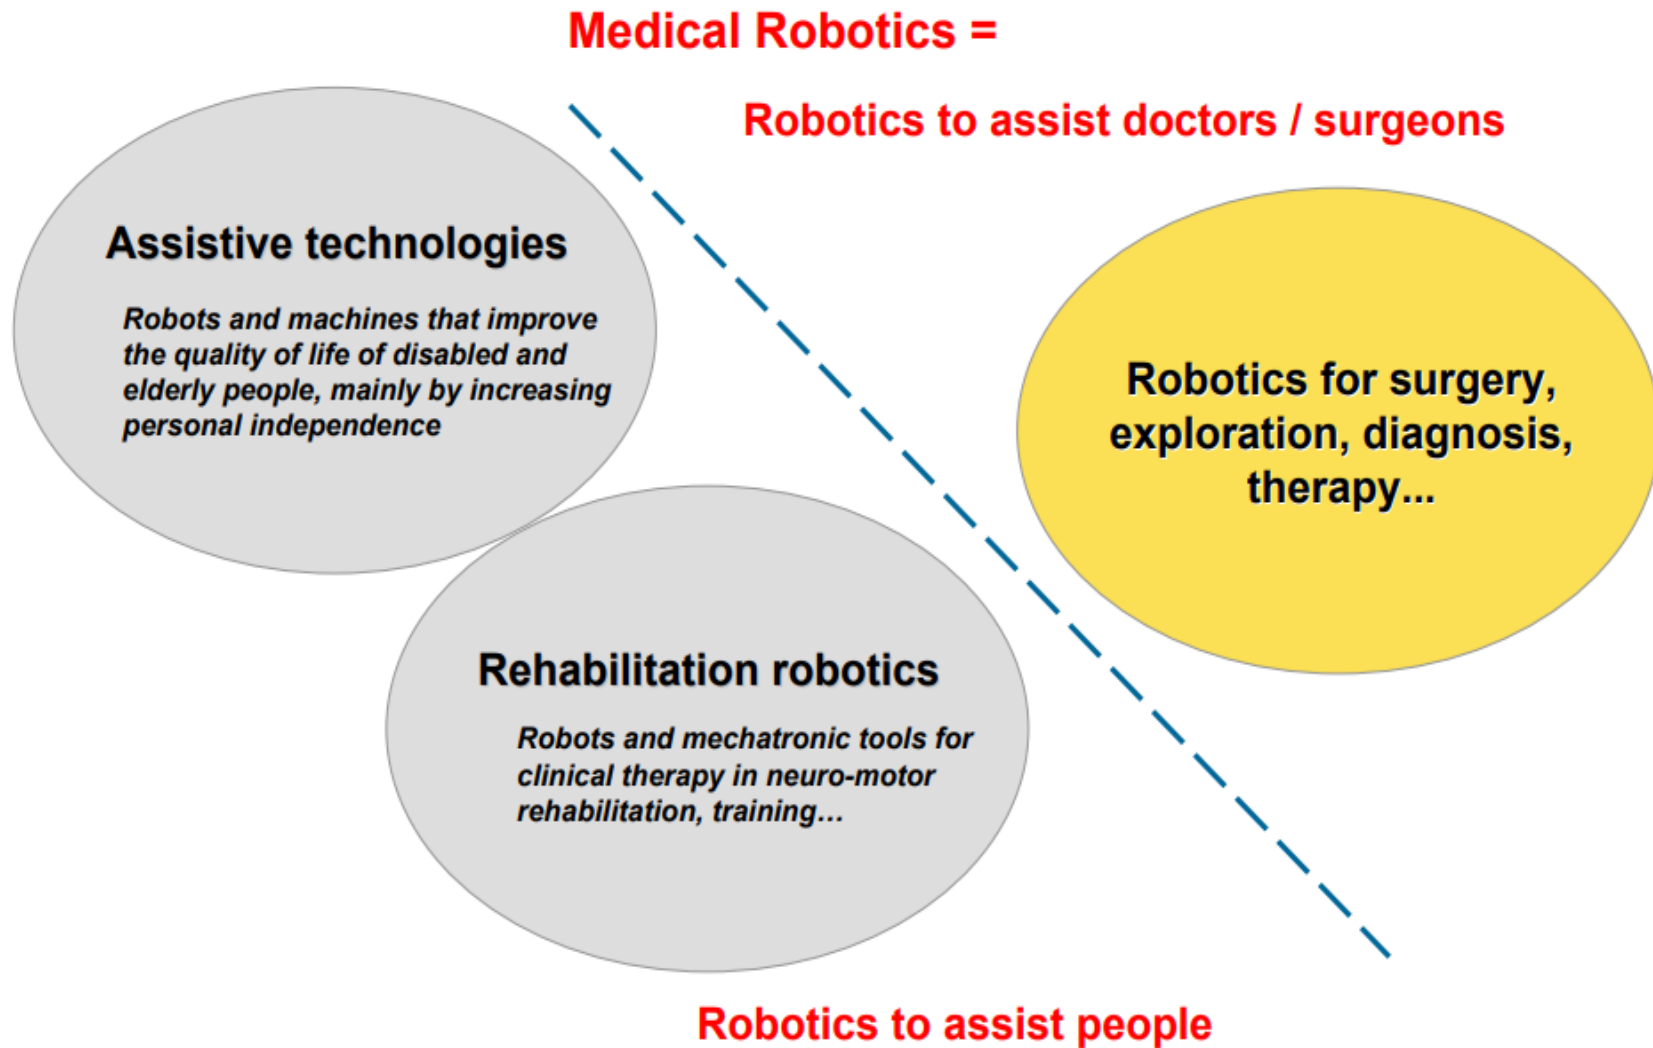 Medical Robotics =
Robotics to assist doctors / surgeons
Assistive technologies
Robots and machines that improve
the quality of life of disabled and
elderly people, mainly by increasing
personal independence
Robotics for surgery,
exploration, diagnosis,
therapy...
Rehabilitation robotics
Robots and mechatronic tools for
clinical therapy in neuro-motor
rehabilitation, training…
Robotics to assist people